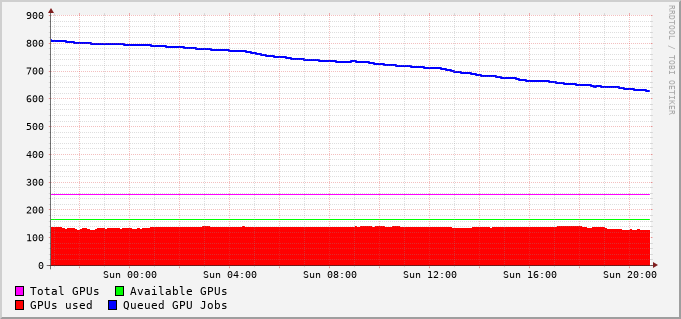 900
800
700
600
500
400
300
200
100
0
Sun 00:00 Sun 04:00 Sun 08:00 Sun 12:00 Sun 16:00 Sun 20:00
Total GPUs Available GPUs
GPUs used Queued GPU Jobs
RRDTOOL / TOBI OETIKER